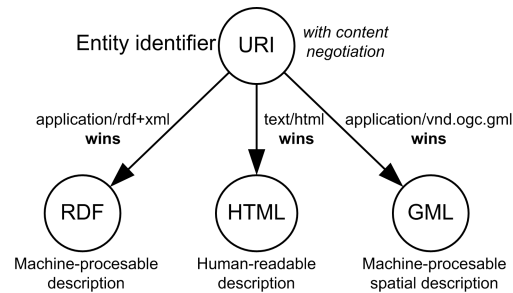 Entity identifier
URI
with content
negotiation
application/rdf+xml
wins
text/html
wins
application/vnd.ogc.gml
wins
RDF
HTML
GML
Machine-procesable
description
Human-readable
description
Machine-procesable
spatial description